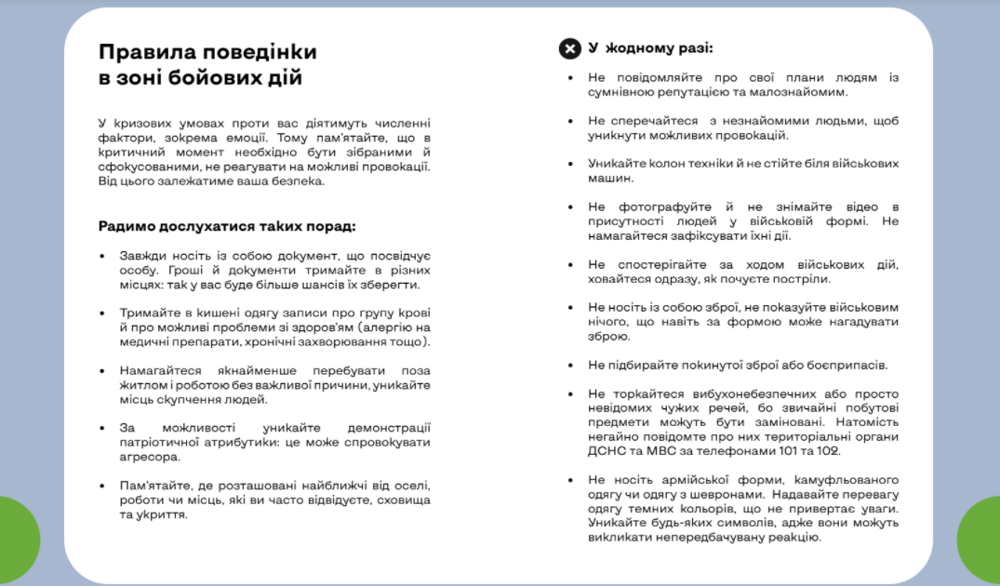 Правила поведінки
в зоні бойових дій
У кризових умовах проти вас діятимуть численні
фактори, зокрема емоції. Тому пам'ятайте, що в
критичний момент необхідно бути зібраними й
сфокусованими, не реагувати на можливі провокації.
Від цього залежатиме ваша безпека.
Радимо дослухатися таких порад:
• Завжди носіть із собою документ, що посвідчує
особу. Гроші й документи тримайте в різних
місцях: так у вас буде більше шансів їх зберегти.
• Тримайте в кишені одягу записи про групу крові
й про можливі проблеми зі здоров'ям (алергію на
медичні препарати, хронічні захворювання тощо).
• Намагайтеся якнайменше перебувати поза
житлом і роботою без важливої причини, уникайте
місць скупчення людей.
• За можливості уникайте демонстрації
патріотичної атрибутики: це може спровокувати
агресора.
• Пам'ятайте, де розташовані найближчі від оселі,
роботи чи місць, які ви часто відвідуєте, сховища
та укриття.
У жодному разі:
• Не повідомляйте про свої плани людям із
сумнівною репутацією та малознайомим.
• Не сперечайтеся з незнайомими людьми, щоб
уникнути можливих провокацій.
• Уникайте колон техніки й не стійте біля військових
машин.
• Не фотографуйте й не знімайте відео в
присутності людей у військовій формі. Не
намагайтеся зафіксувати їхні дії.
• Не спостерігайте за ходом військових дій,
ховайтеся одразу, як почуєте постріли.
• Не носіть із собою зброї, не показуйте військовим
нічого, що навіть за формою може нагадувати
зброю.
• Не підбирайте покинутої зброї або боєприпасів.
• Не торкайтеся вибухонебезпечних або просто
невідомих чужих речей, бо звичайні побутові
предмети можуть бути заміновані. Натомість
негайно повідомте про них територіальні органи
ДСНС та МВС за телефонами 101 та 102.
• Не носіть армійської форми, камуфльованого
одягу чи одягу з шевронами. Надавайте перевагу
одягу темних кольорів, що не привертає уваги.
Уникайте будь-яких символів, адже вони можуть
викликати непередбачувану реакцію.